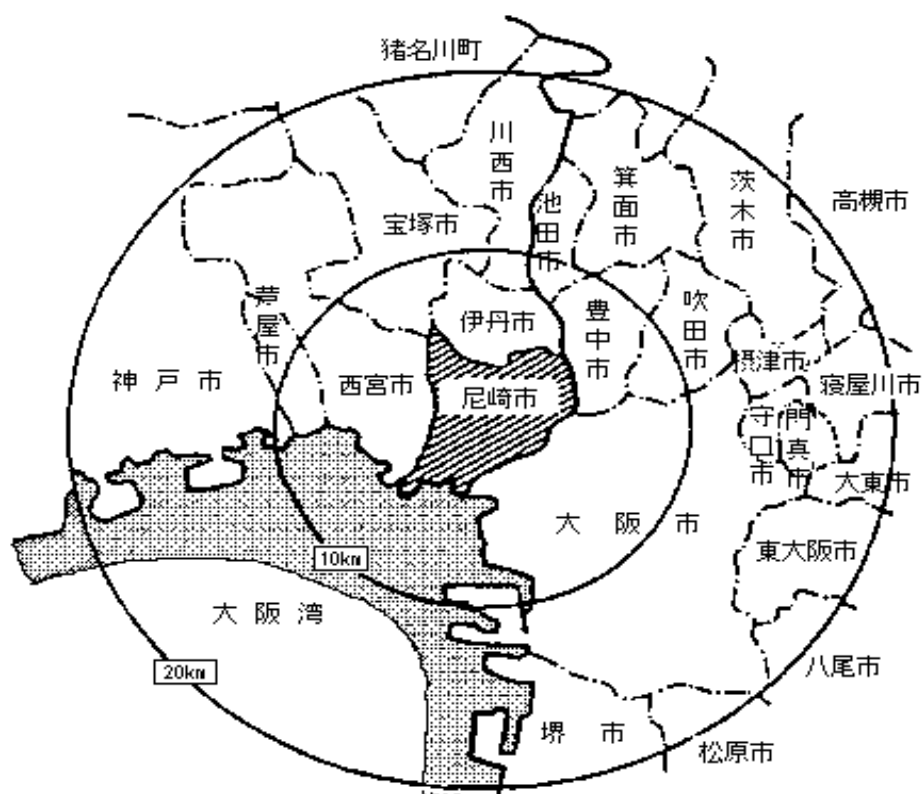 猪名川町
川西市
池田市
箕面市
茨木市
高槻市
宝塚市
芦屋市
伊丹市
豊中市
吹田市
摂津市
神戸市
西宮市
尼崎市
寝屋川市
守口市
門真市
大東市
大阪市
東大阪市
10km
大阪湾
20km
八尾市
堺市
松原市